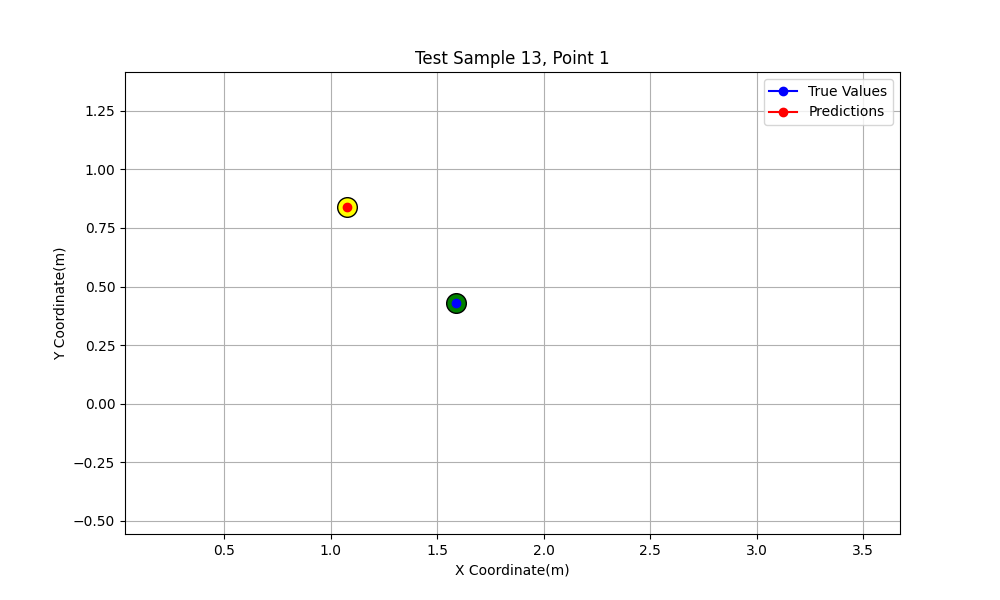 Test Sample 13, Point 1
True Values
Predictions
1.25
1.00
0.75
0.50
0.25
0.00
−0.25
−0.50
Y Coordinate(m)
0.5 1.0 1.5 2.0 2.5 3.0 3.5
X Coordinate(m)